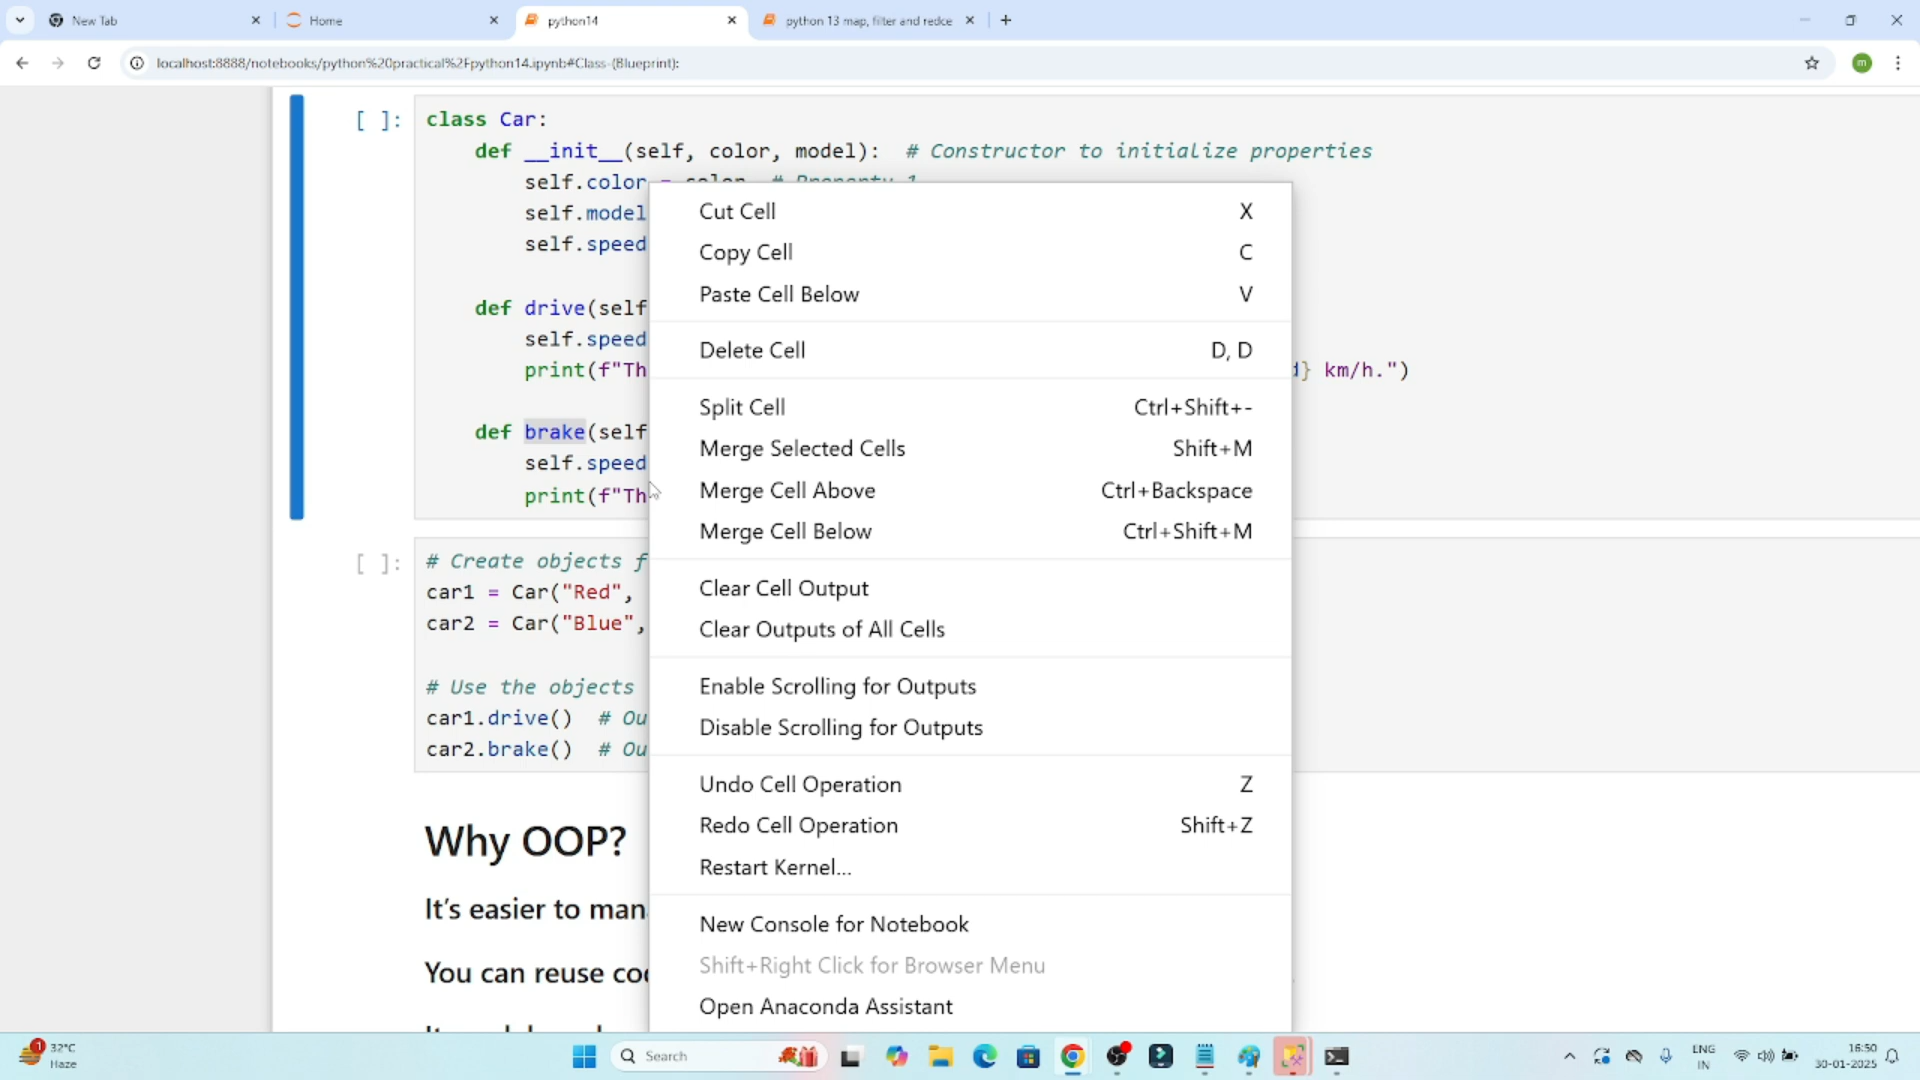 New Tab
Home
python14
python 13 map, filter and redce
localhost:8888/notebooks/python%20practical%2Fpython14.ipynb#Class-(Blueprint):
m
[ ]:
class Car:
def __init__(self, color, model):  # Constructor to initialize properties
self.color = color  # Property 1
self.model
self.speed
def drive(self
self.speed
print(f"Th
d} km/h.")
def brake(self
self.speed
print(f"Th
Cut Cell X
Copy Cell C
Paste Cell Below V
Delete Cell D, D
Split Cell Ctrl+Shift+-
Merge Selected Cells Shift+M
Merge Cell Above Ctrl+Backspace
Merge Cell Below Ctrl+Shift+M
Clear Cell Output
Clear Outputs of All Cells
Enable Scrolling for Outputs
Disable Scrolling for Outputs
Undo Cell Operation Z
Redo Cell Operation Shift+Z
Restart Kernel...
New Console for Notebook
Shift+Right Click for Browser Menu
Open Anaconda Assistant
[ ]:
# Create objects f
car1 = Car("Red",
car2 = Car("Blue",
# Use the objects
car1.drive()  # Ou
car2.brake()  # Ou
Why OOP?
It's easier to man
You can reuse co
1
32°C
Haze
Search
ENG
IN
16:50
30-01-2025